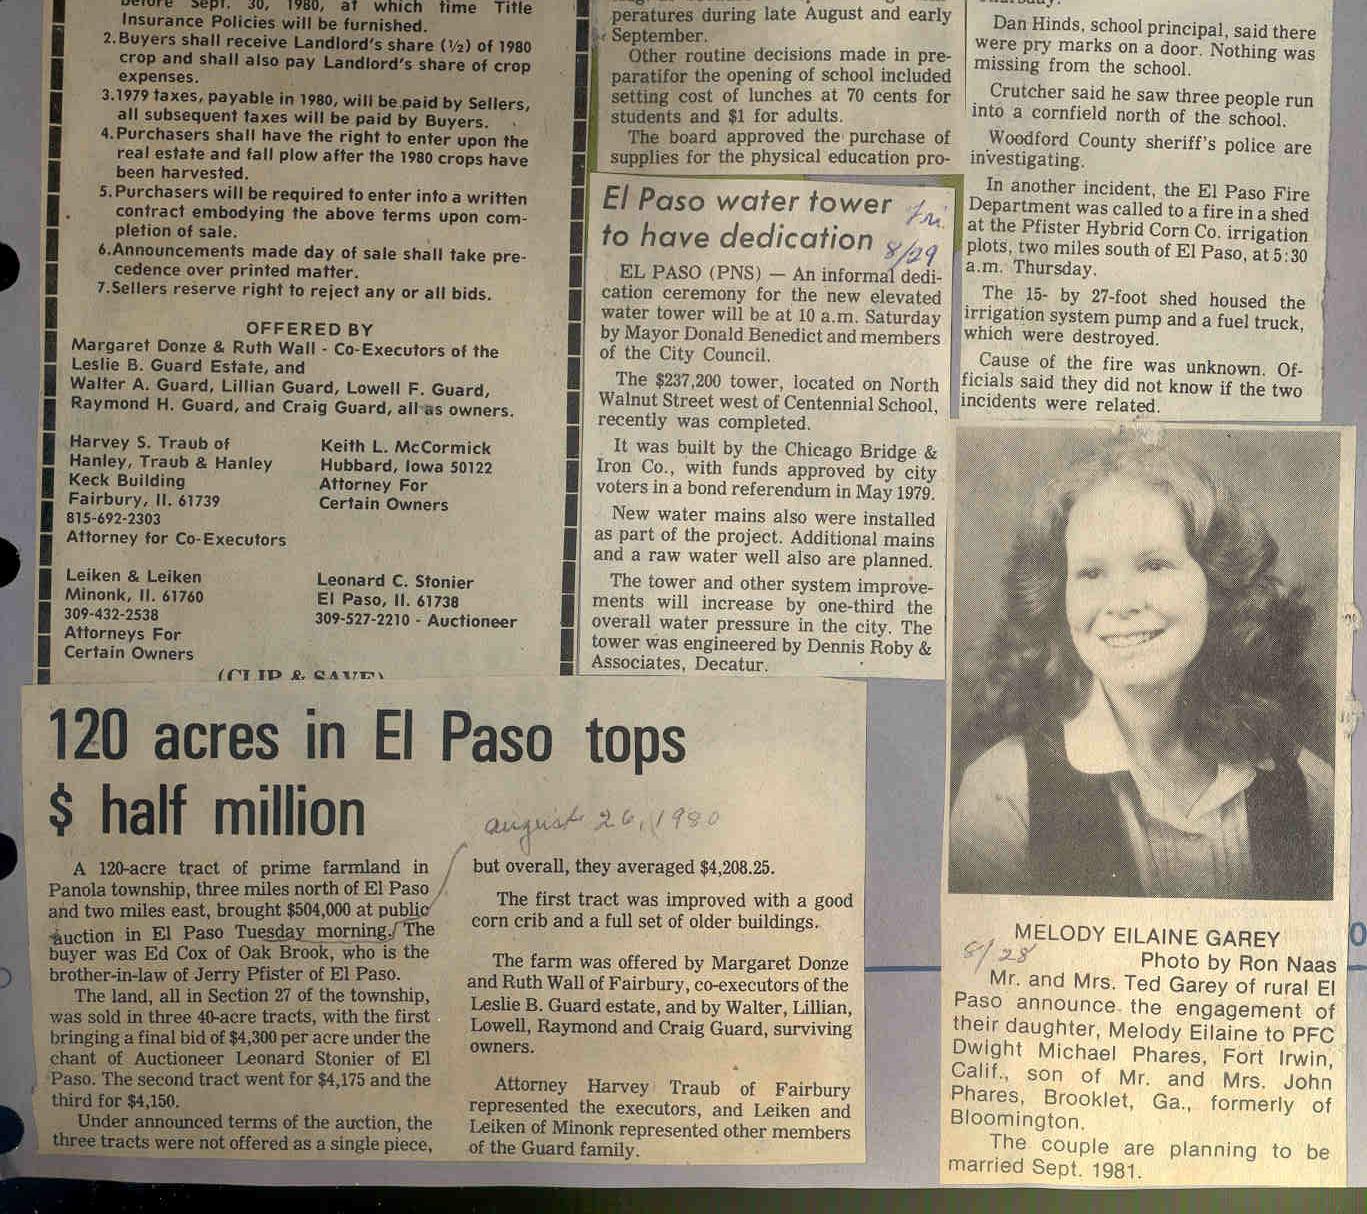 before Sept. 30, 1980, at which time Title
Insurance Policies will be furnished.
2.Buyers shall receive Landlord's share (½) of 1980
crop and shall also pay Landlord's share of crop
expenses.
3.1979 taxes, payable in 1980, will be paid by Sellers,
all subsequent taxes will be paid by Buyers.
4.Purchasers shall have the right to enter upon the
real estate and fall plow after the 1980 crops have
been harvested.
5.Purchasers will be required to enter into a written
contract embodying the above terms upon com-
pletion of sale.
6.Announcements made day of sale shall take pre-
cedence over printed matter.
7.Sellers reserve right to reject any or all bids.
OFFERED BY
Margaret Donze & Ruth Wall - Co-Executors of the
Leslie B. Guard Estate, and
Walter A. Guard, Lillian Guard, Lowell F. Guard,
Raymond H. Guard, and Craig Guard, all as owners.
Harvey S. Traub of
Hanley, Traub & Hanley
Keck Building
Fairbury, Il. 61739
815-692-2303
Attorney for Co-Executors
Keith L. McCormick
Hubbard, Iowa 50122
Attorney For
Certain Owners
Leiken & Leiken
Minonk, Il. 61760
309-432-2538
Attorneys For
Certain Owners
Leonard C. Stonier
El Paso, Il. 61738
309-527-2210 - Auctioneer
(CLIP & SAVE)
peratures during late August and early
September.
Other routine decisions made in pre-
paratifor the opening of school included
setting cost of lunches at 70 cents for
students and $1 for adults.
The board approved the purchase of
supplies for the physical education pro-
El Paso water tower
to have dedication
Fri.
8/29
EL PASO (PNS) — An informal dedi-
cation ceremony for the new elevated
water tower will be at 10 a.m. Saturday
by Mayor Donald Benedict and members
of the City Council.
The $237,200 tower, located on North
Walnut Street west of Centennial School,
recently was completed.
It was built by the Chicago Bridge &
Iron Co., with funds approved by city
voters in a bond referendum in May 1979.
New water mains also were installed
as part of the project. Additional mains
and a raw water well also are planned.
The tower and other system improve-
ments will increase by one-third the
overall water pressure in the city. The
tower was engineered by Dennis Roby &
Associates, Decatur.
Dan Hinds, school principal, said there
were pry marks on a door. Nothing was
missing from the school.
Crutcher said he saw three people run
into a cornfield north of the school.
Woodford County sheriff's police are
investigating.
In another incident, the El Paso Fire
Department was called to a fire in a shed
at the Pfister Hybrid Corn Co. irrigation
plots, two miles south of El Paso, at 5:30
a.m. Thursday.
The 15- by 27-foot shed housed the
irrigation system pump and a fuel truck,
which were destroyed.
Cause of the fire was unknown. Of-
ficials said they did not know if the two
incidents were related.
120 acres in El Paso tops
$ half million
august 26, 1980
A 120-acre tract of prime farmland in
Panola township, three miles north of El Paso
and two miles east, brought $504,000 at public
auction in El Paso Tuesday morning. The
buyer was Ed Cox of Oak Brook, who is the
brother-in-law of Jerry Pfister of El Paso.
The land, all in Section 27 of the township,
was sold in three 40-acre tracts, with the first
bringing a final bid of $4,300 per acre under the
chant of Auctioneer Leonard Stonier of El
Paso. The second tract went for $4,175 and the
third for $4,150.
Under announced terms of the auction, the
three tracts were not offered as a single piece,
but overall, they averaged $4,208.25.
The first tract was improved with a good
corn crib and a full set of older buildings.
The farm was offered by Margaret Donze
and Ruth Wall of Fairbury, co-executors of the
Leslie B. Guard estate, and by Walter, Lillian,
Lowell, Raymond and Craig Guard, surviving
owners.
Attorney Harvey Traub of Fairbury
represented the executors, and Leiken and
Leiken of Minonk represented other members
of the Guard family.
MELODY EILAINE GAREY
8/28
Photo by Ron Naas
Mr. and Mrs. Ted Garey of rural El
Paso announce the engagement of
their daughter, Melody Eilaine to PFC
Dwight Michael Phares, Fort Irwin,
Calif., son of Mr. and Mrs. John
Phares, Brooklet, Ga., formerly of
Bloomington.
The couple are planning to be
married Sept. 1981.